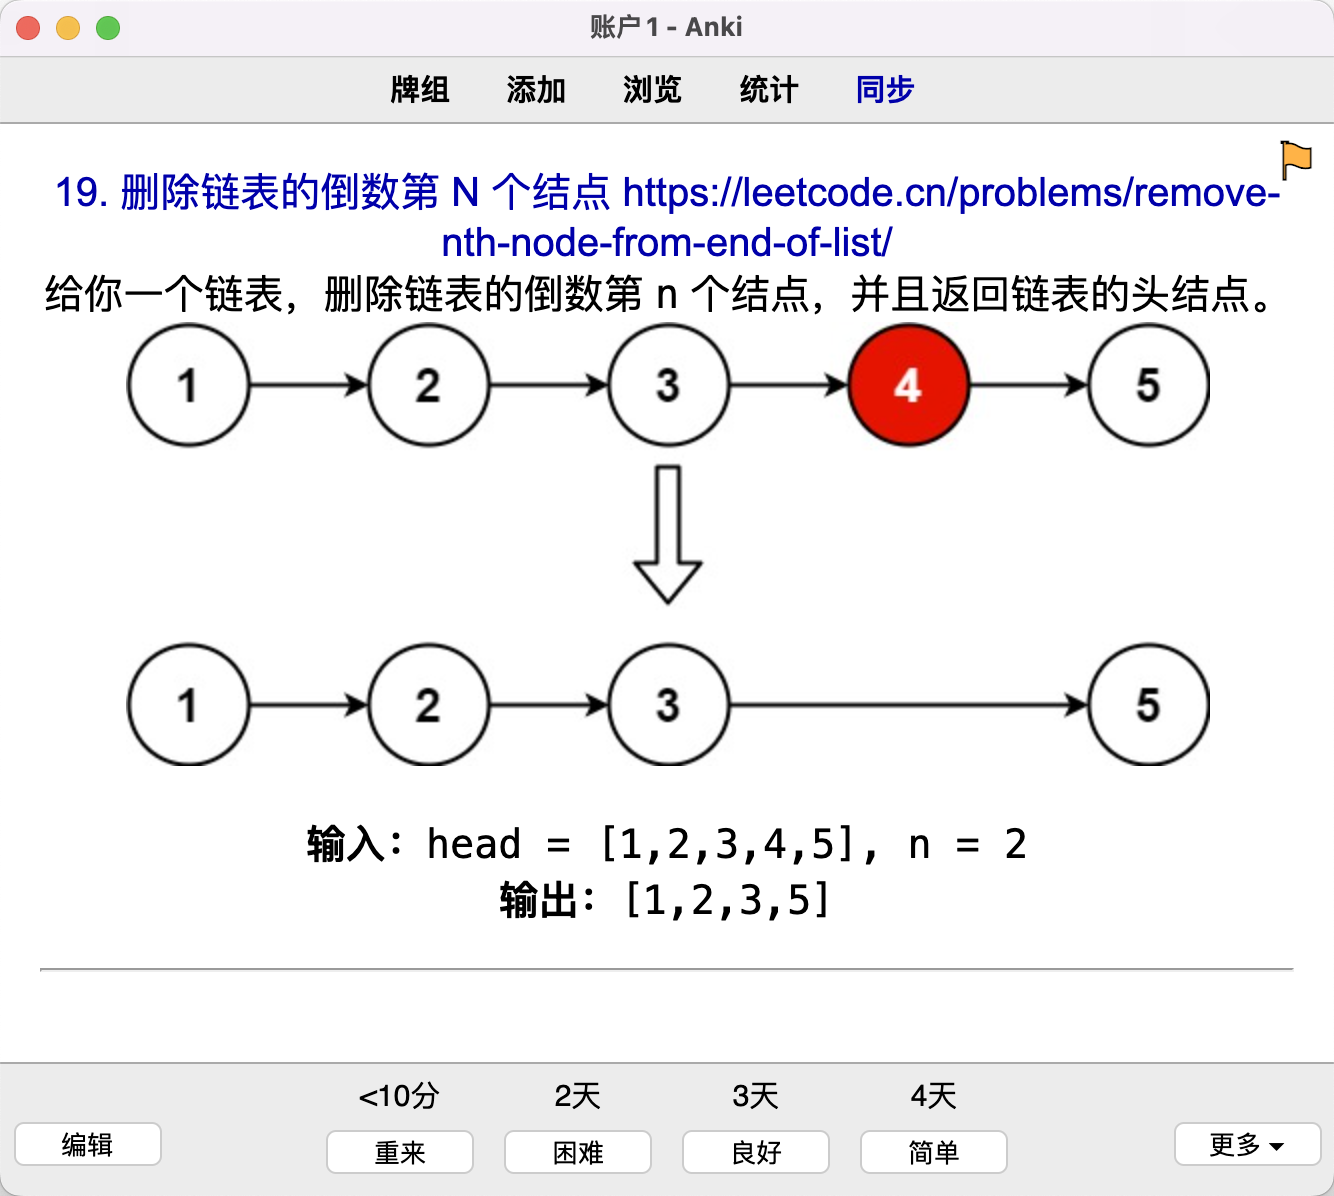 账户 1 - Anki
牌组 添加 浏览 统计 同步
19. 删除链表的倒数第 N 个结点 https://leetcode.cn/problems/remove-
nth-node-from-end-of-list/
给你一个链表，删除链表的倒数第 n 个结点，并且返回链表的头结点。
1 2 3 4 5
1 2 3 5
输入：head = [1,2,3,4,5], n = 2
输出：[1,2,3,5]
<10分 2天 3天 4天
编辑 重来 困难 良好 简单 更多